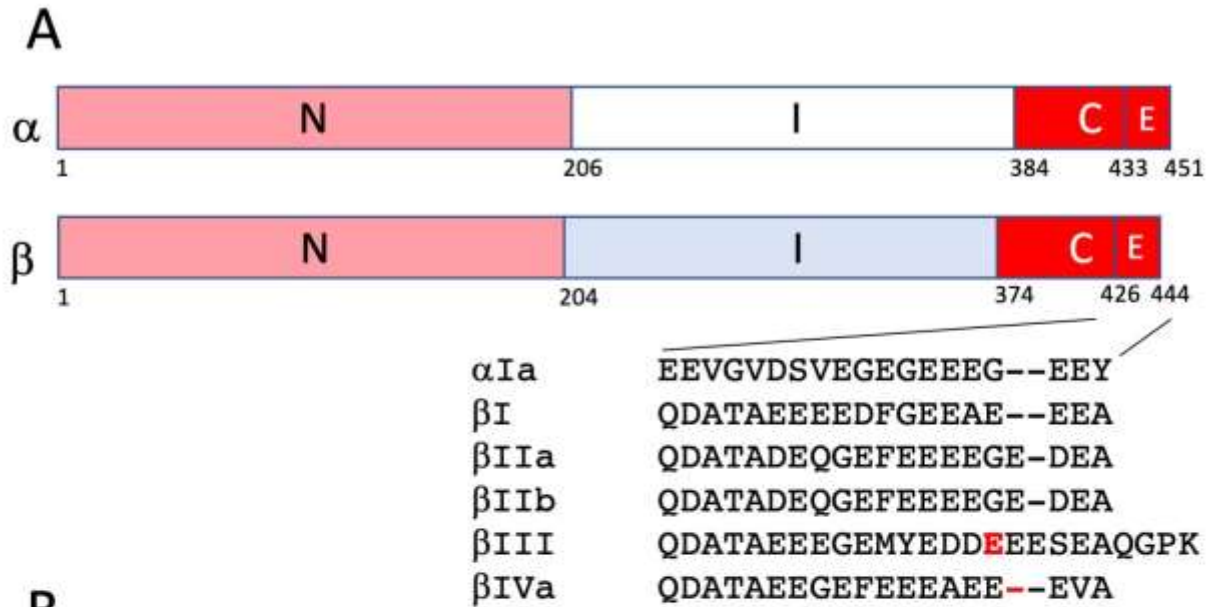 A
α N I C E
1 206 384 433 451
β N I C E
1 204 374 426 444
αIa EEVGVDSVEGEGEEEG--EEY
βI QDATAEEEEDFGEEAE--EEA
βIIa QDATADEQGEFEEEEGE-DEA
βIIb QDATADEQGEFEEEEGE-DEA
βIII QDATAEEEGEMYEDDEEESEAQGPK
βIVa QDATAEEGEFEEEAEE--EVA